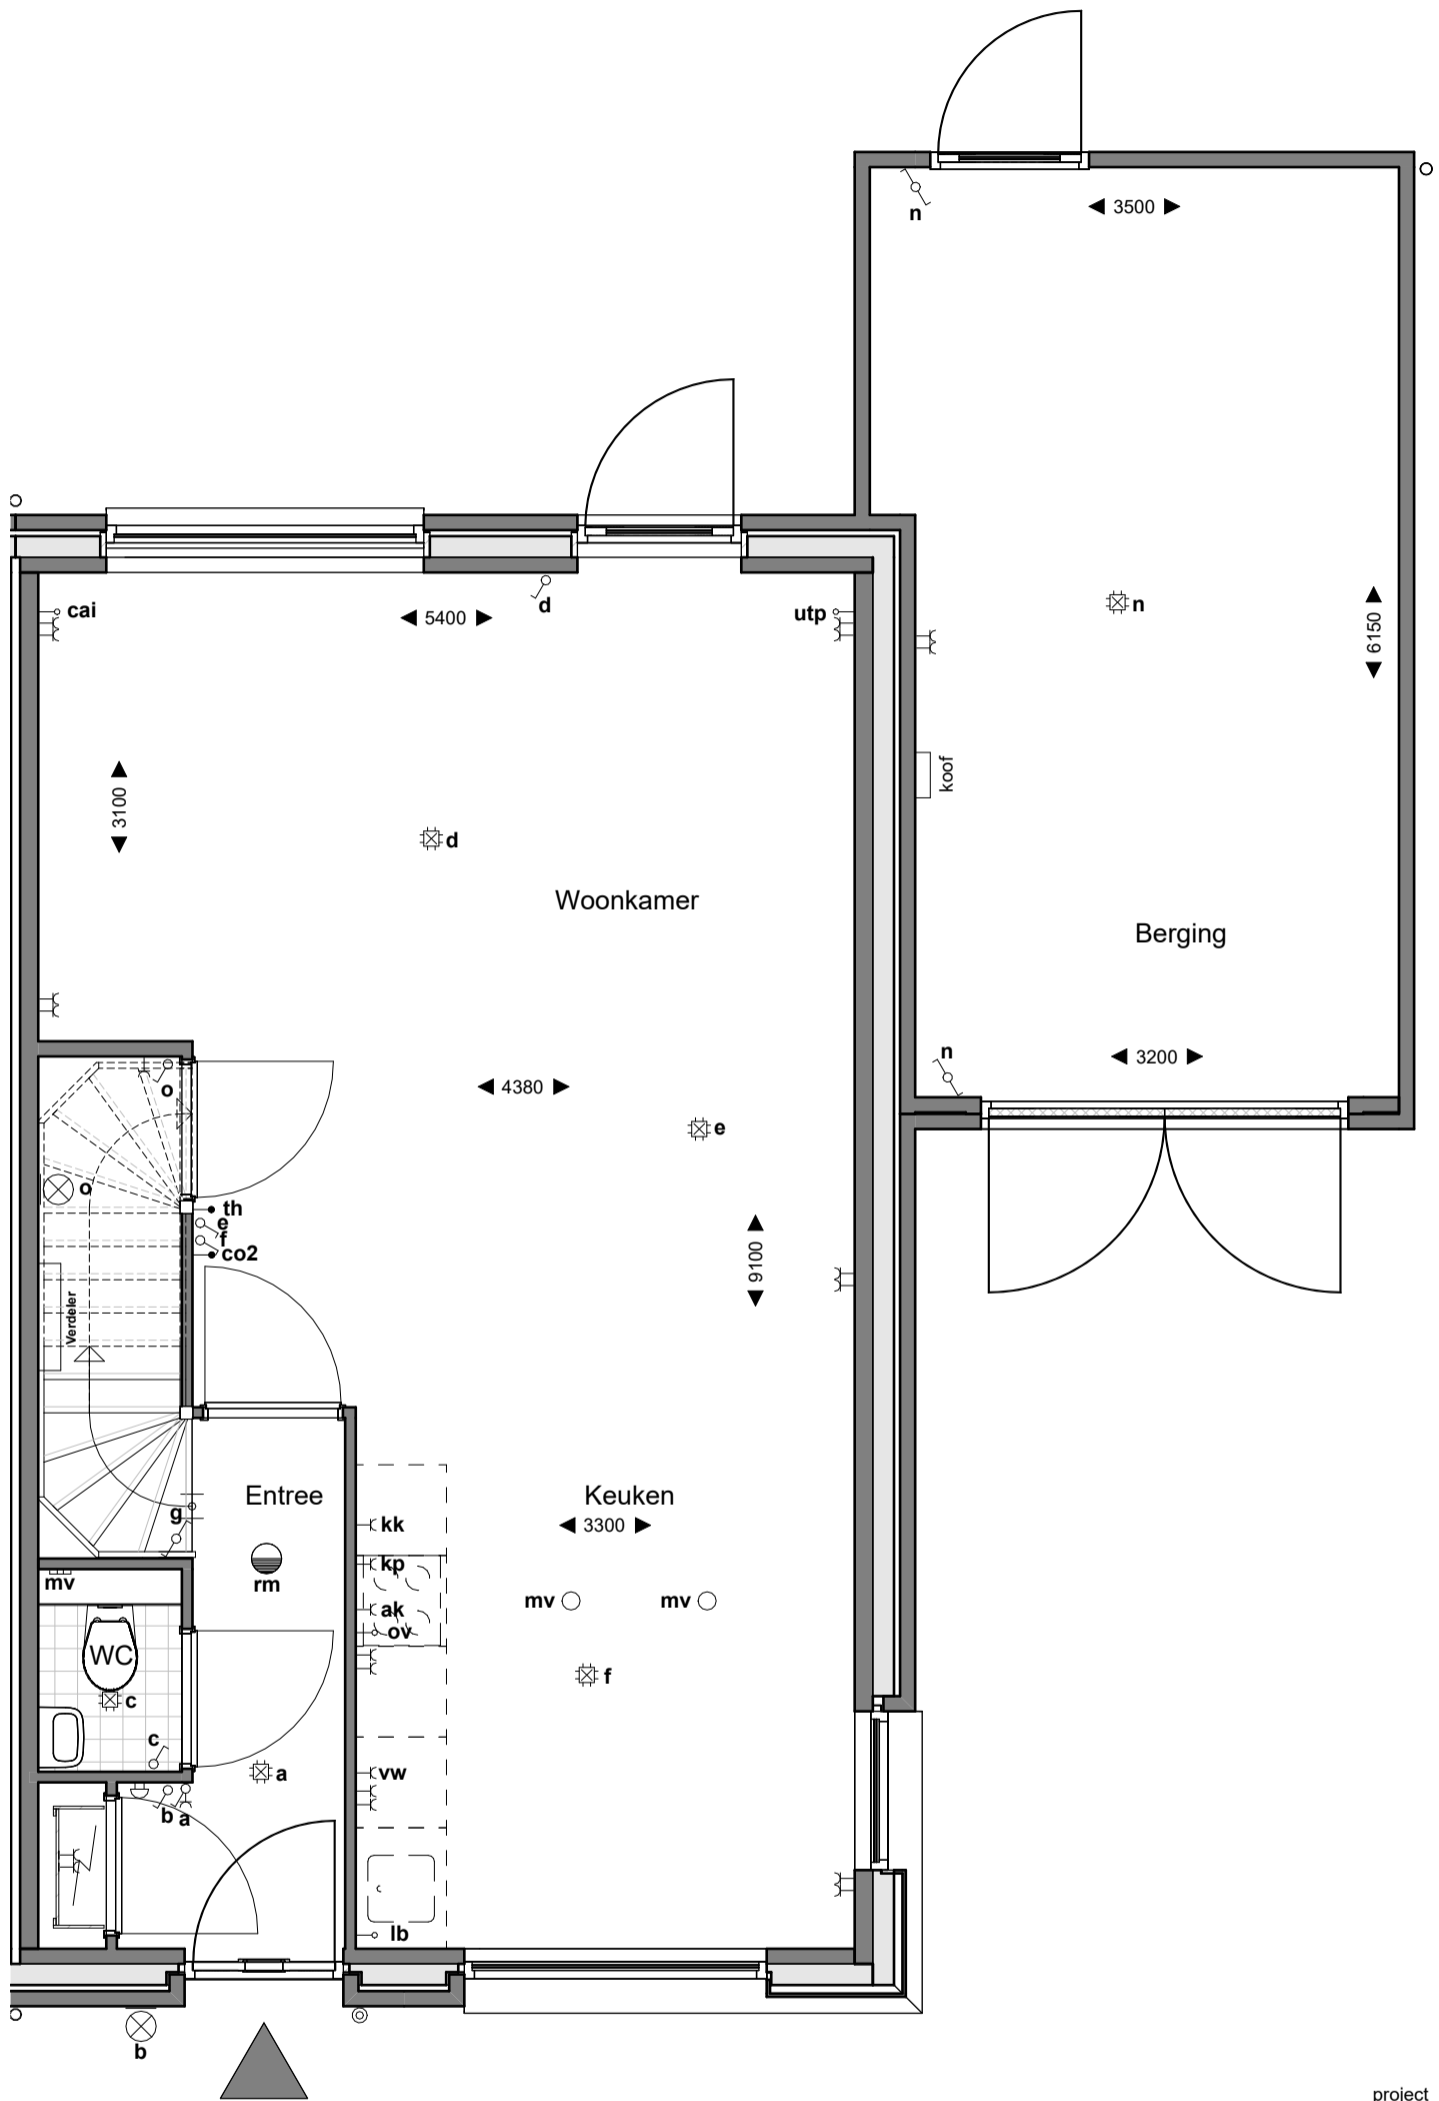 n
3500
cai
5400
d
utp
n
6150
koof
3100
d
Woonkamer
Berging
n
3200
o
4380
e
o
th
e
f
co2
9100
Verdeler
Entree
Keuken
g
kk
3300
mv
rm
kp
mv
mv
ak
ov
WC
f
c
c
a
vw
b
a
lb
b
project